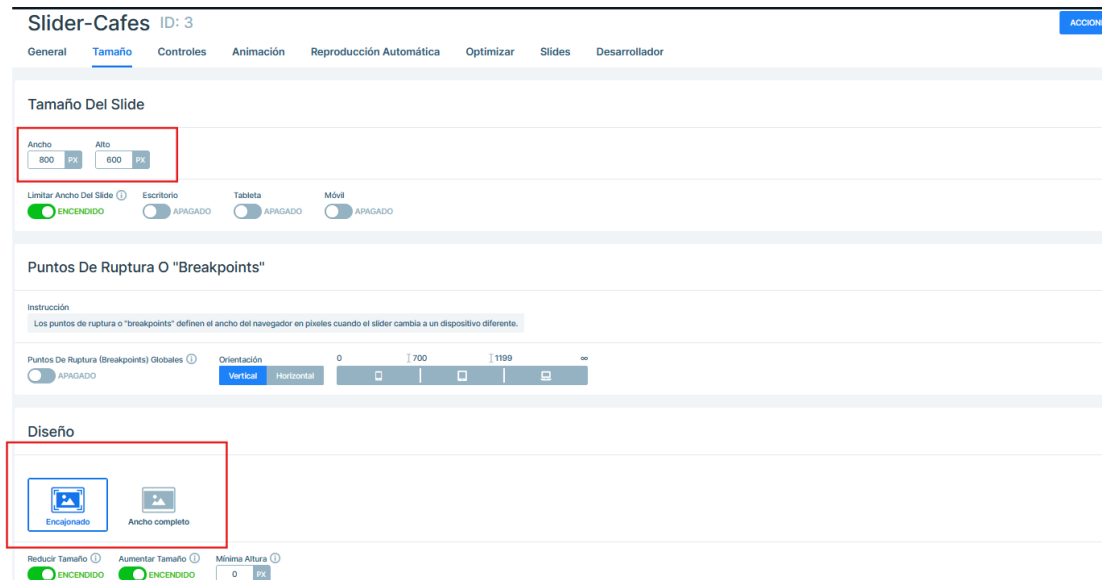 Slider-Cafes ID: 3
ACCION
General Tamaño Controles Animación Reproducción Automática Optimizar Slides Desarrollador
Tamaño Del Slide
Ancho Alto
800 PX 600 PX
Limitar Ancho Del Slide Escritorio Tableta Móvil
ENCENDIDO APAGADO APAGADO APAGADO
Puntos De Ruptura O "Breakpoints"
Instrucción
Los puntos de ruptura o "breakpoints" definen el ancho del navegador en pixeles cuando el slider cambia a un dispositivo diferente.
Puntos De Ruptura (Breakpoints) Globales Orientación 0 700 1199 ∞
APAGADO Vertical Horizontal
Diseño
Encajonado Ancho completo
Reducir Tamaño Aumentar Tamaño Mínima Altura
ENCENDIDO ENCENDIDO 0 PX